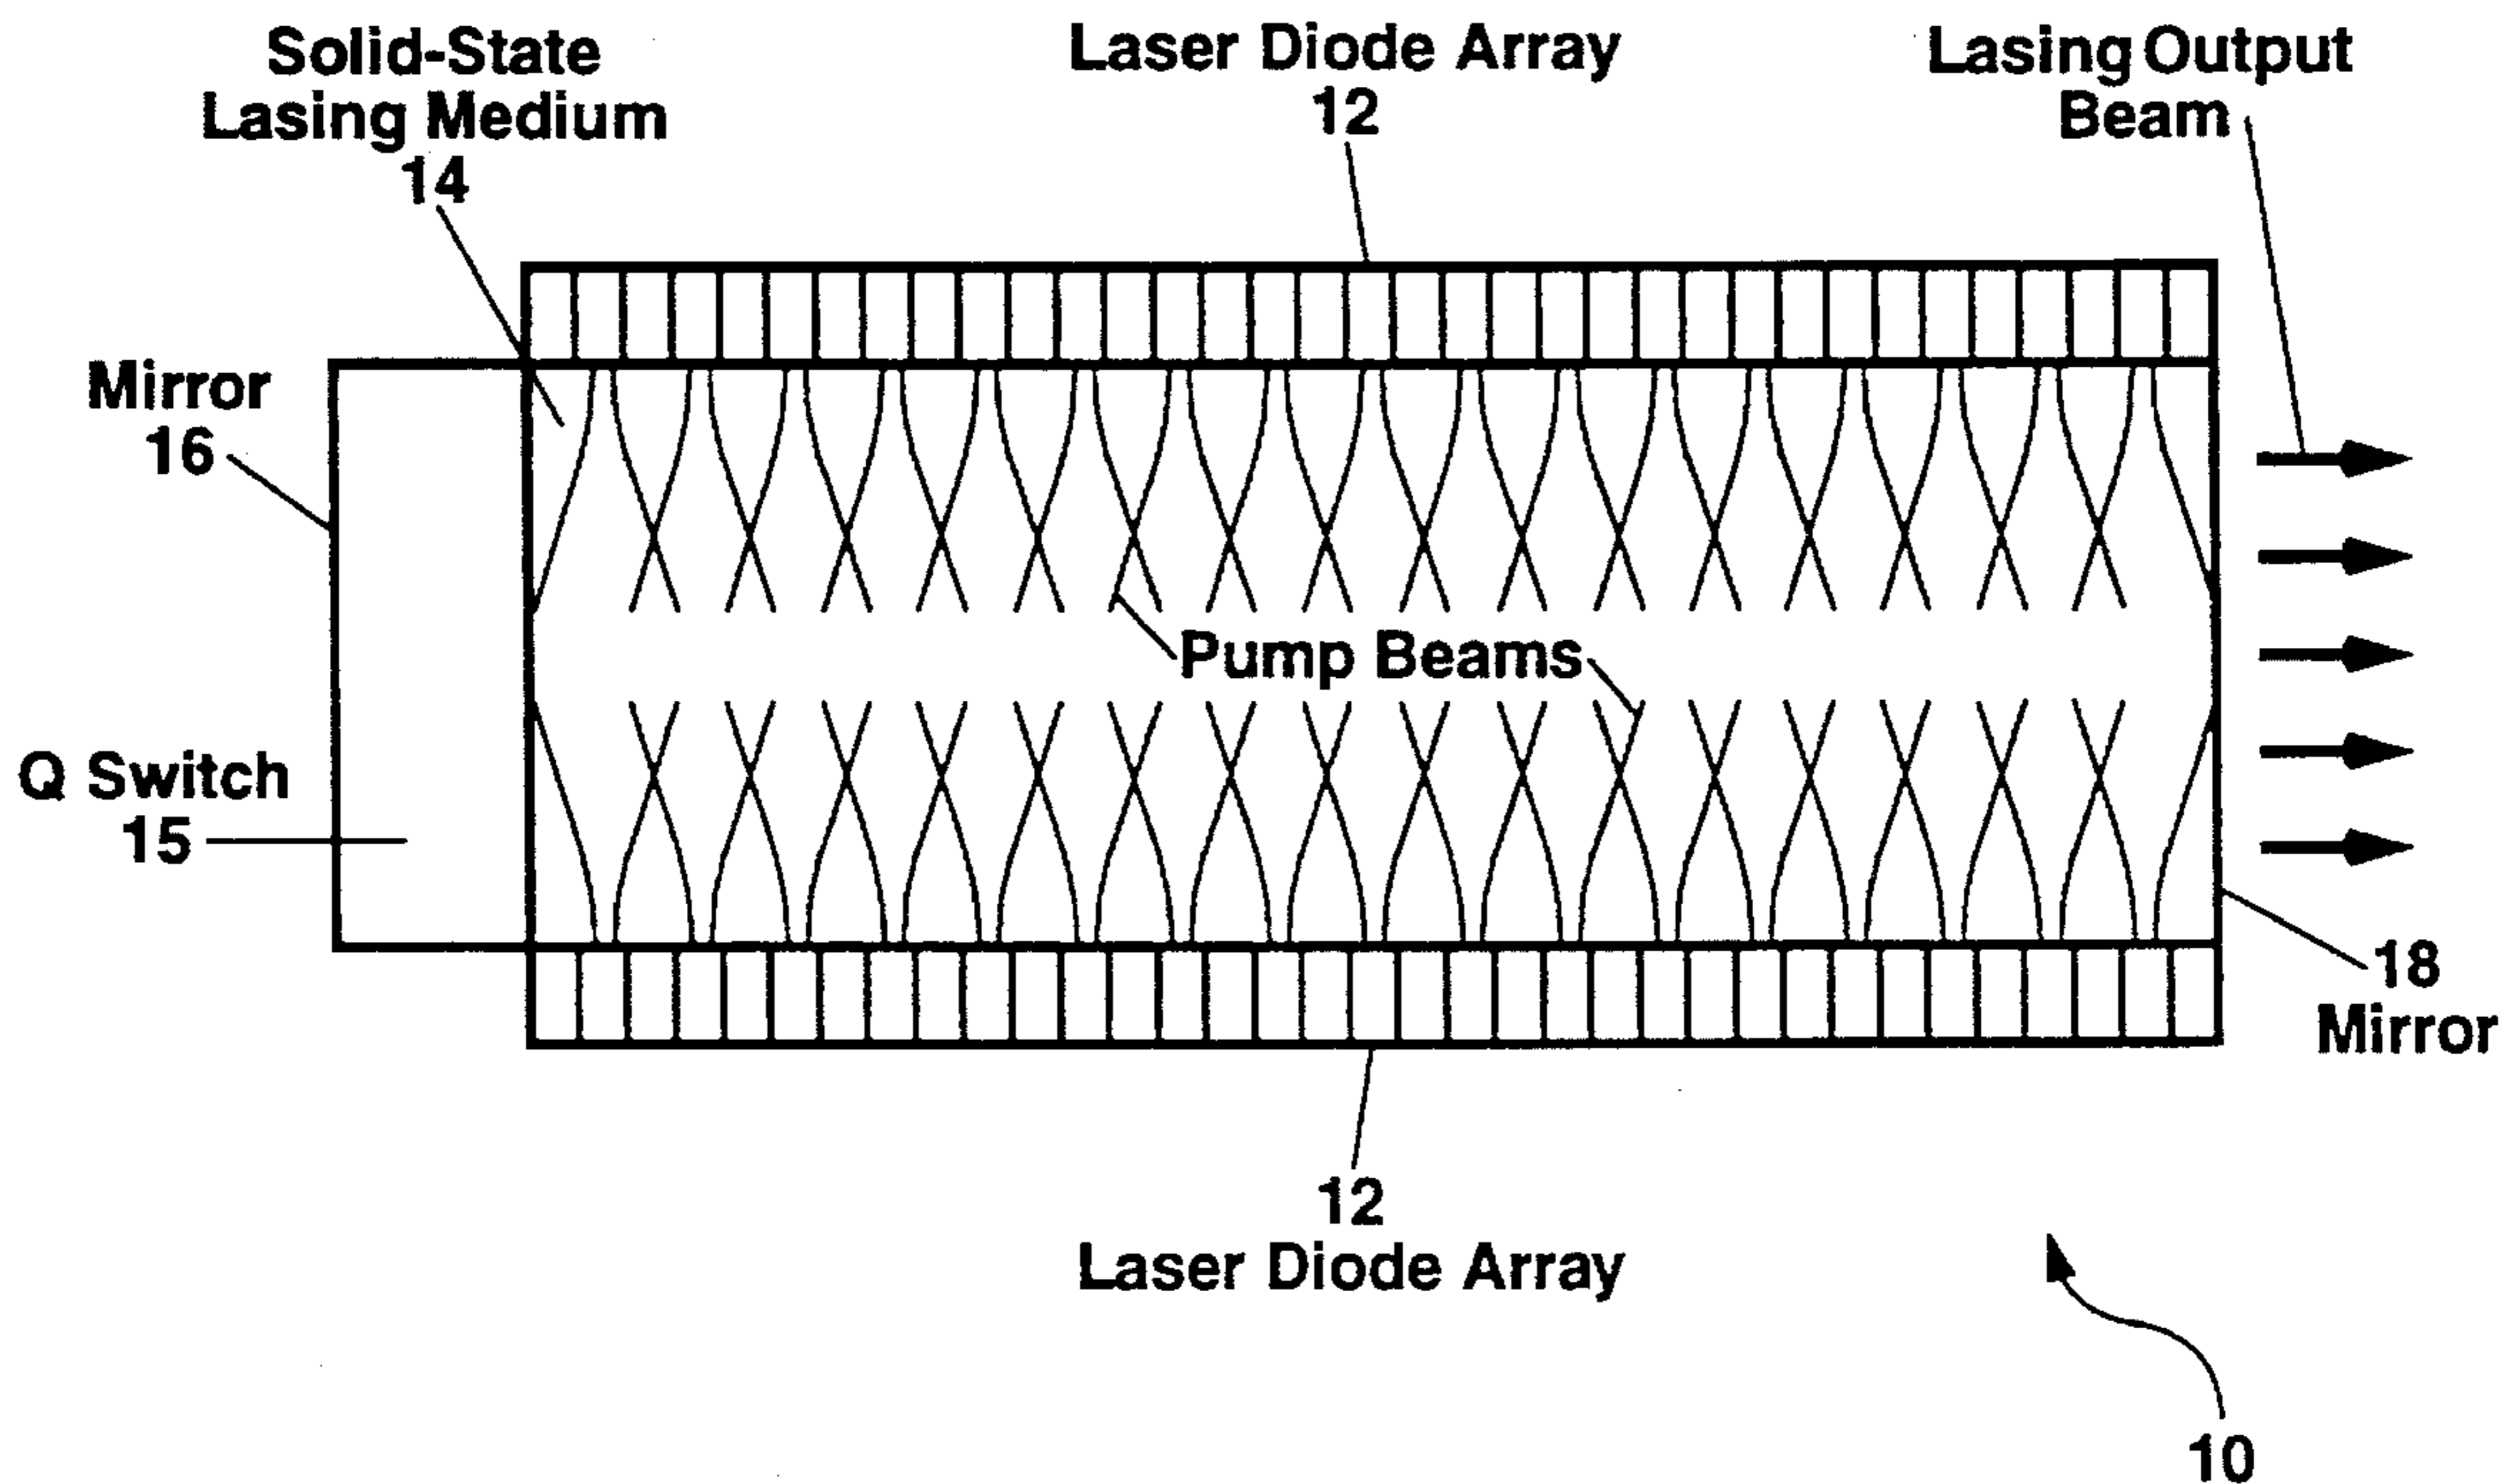 Solid-State
Lasing Medium
14
Laser Diode Array
12
Lasing Output
Beam
Mirror
16
Pump Beams
Q Switch
15
18
Mirror
12
Laser Diode Array
10